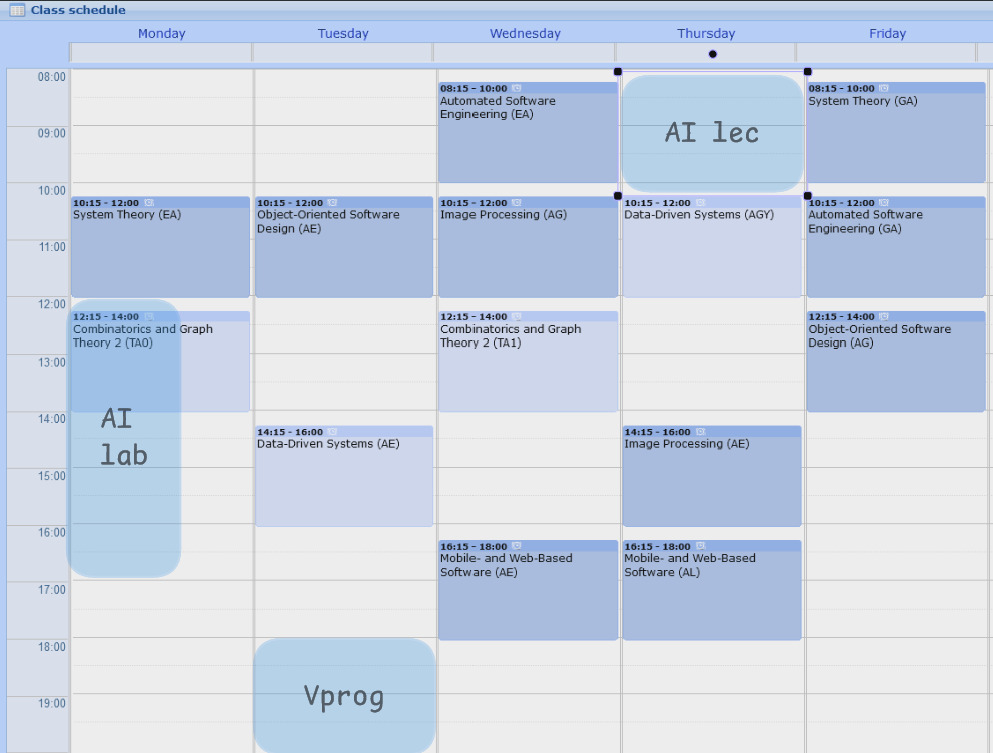 Class schedule
Monday
Tuesday
Wednesday
Thursday
Friday
08:00
09:00
10:00
11:00
12:00
13:00
14:00
15:00
16:00
17:00
18:00
19:00
10:15 - 12:00
System Theory (EA)
12:15 - 14:00
Combinatorics and Graph
Theory 2 (TA0)
AI
lab
10:15 - 12:00
Object-Oriented Software
Design (AE)
14:15 - 16:00
Data-Driven Systems (AE)
Vprog
08:15 - 10:00
Automated Software
Engineering (EA)
10:15 - 12:00
Image Processing (AG)
12:15 - 14:00
Combinatorics and Graph
Theory 2 (TA1)
16:15 - 18:00
Mobile- and Web-Based
Software (AE)
AI lec
10:15 - 12:00
Data-Driven Systems (AGY)
14:15 - 16:00
Image Processing (AE)
16:15 - 18:00
Mobile- and Web-Based
Software (AL)
08:15 - 10:00
System Theory (GA)
10:15 - 12:00
Automated Software
Engineering (GA)
12:15 - 14:00
Object-Oriented Software
Design (AG)